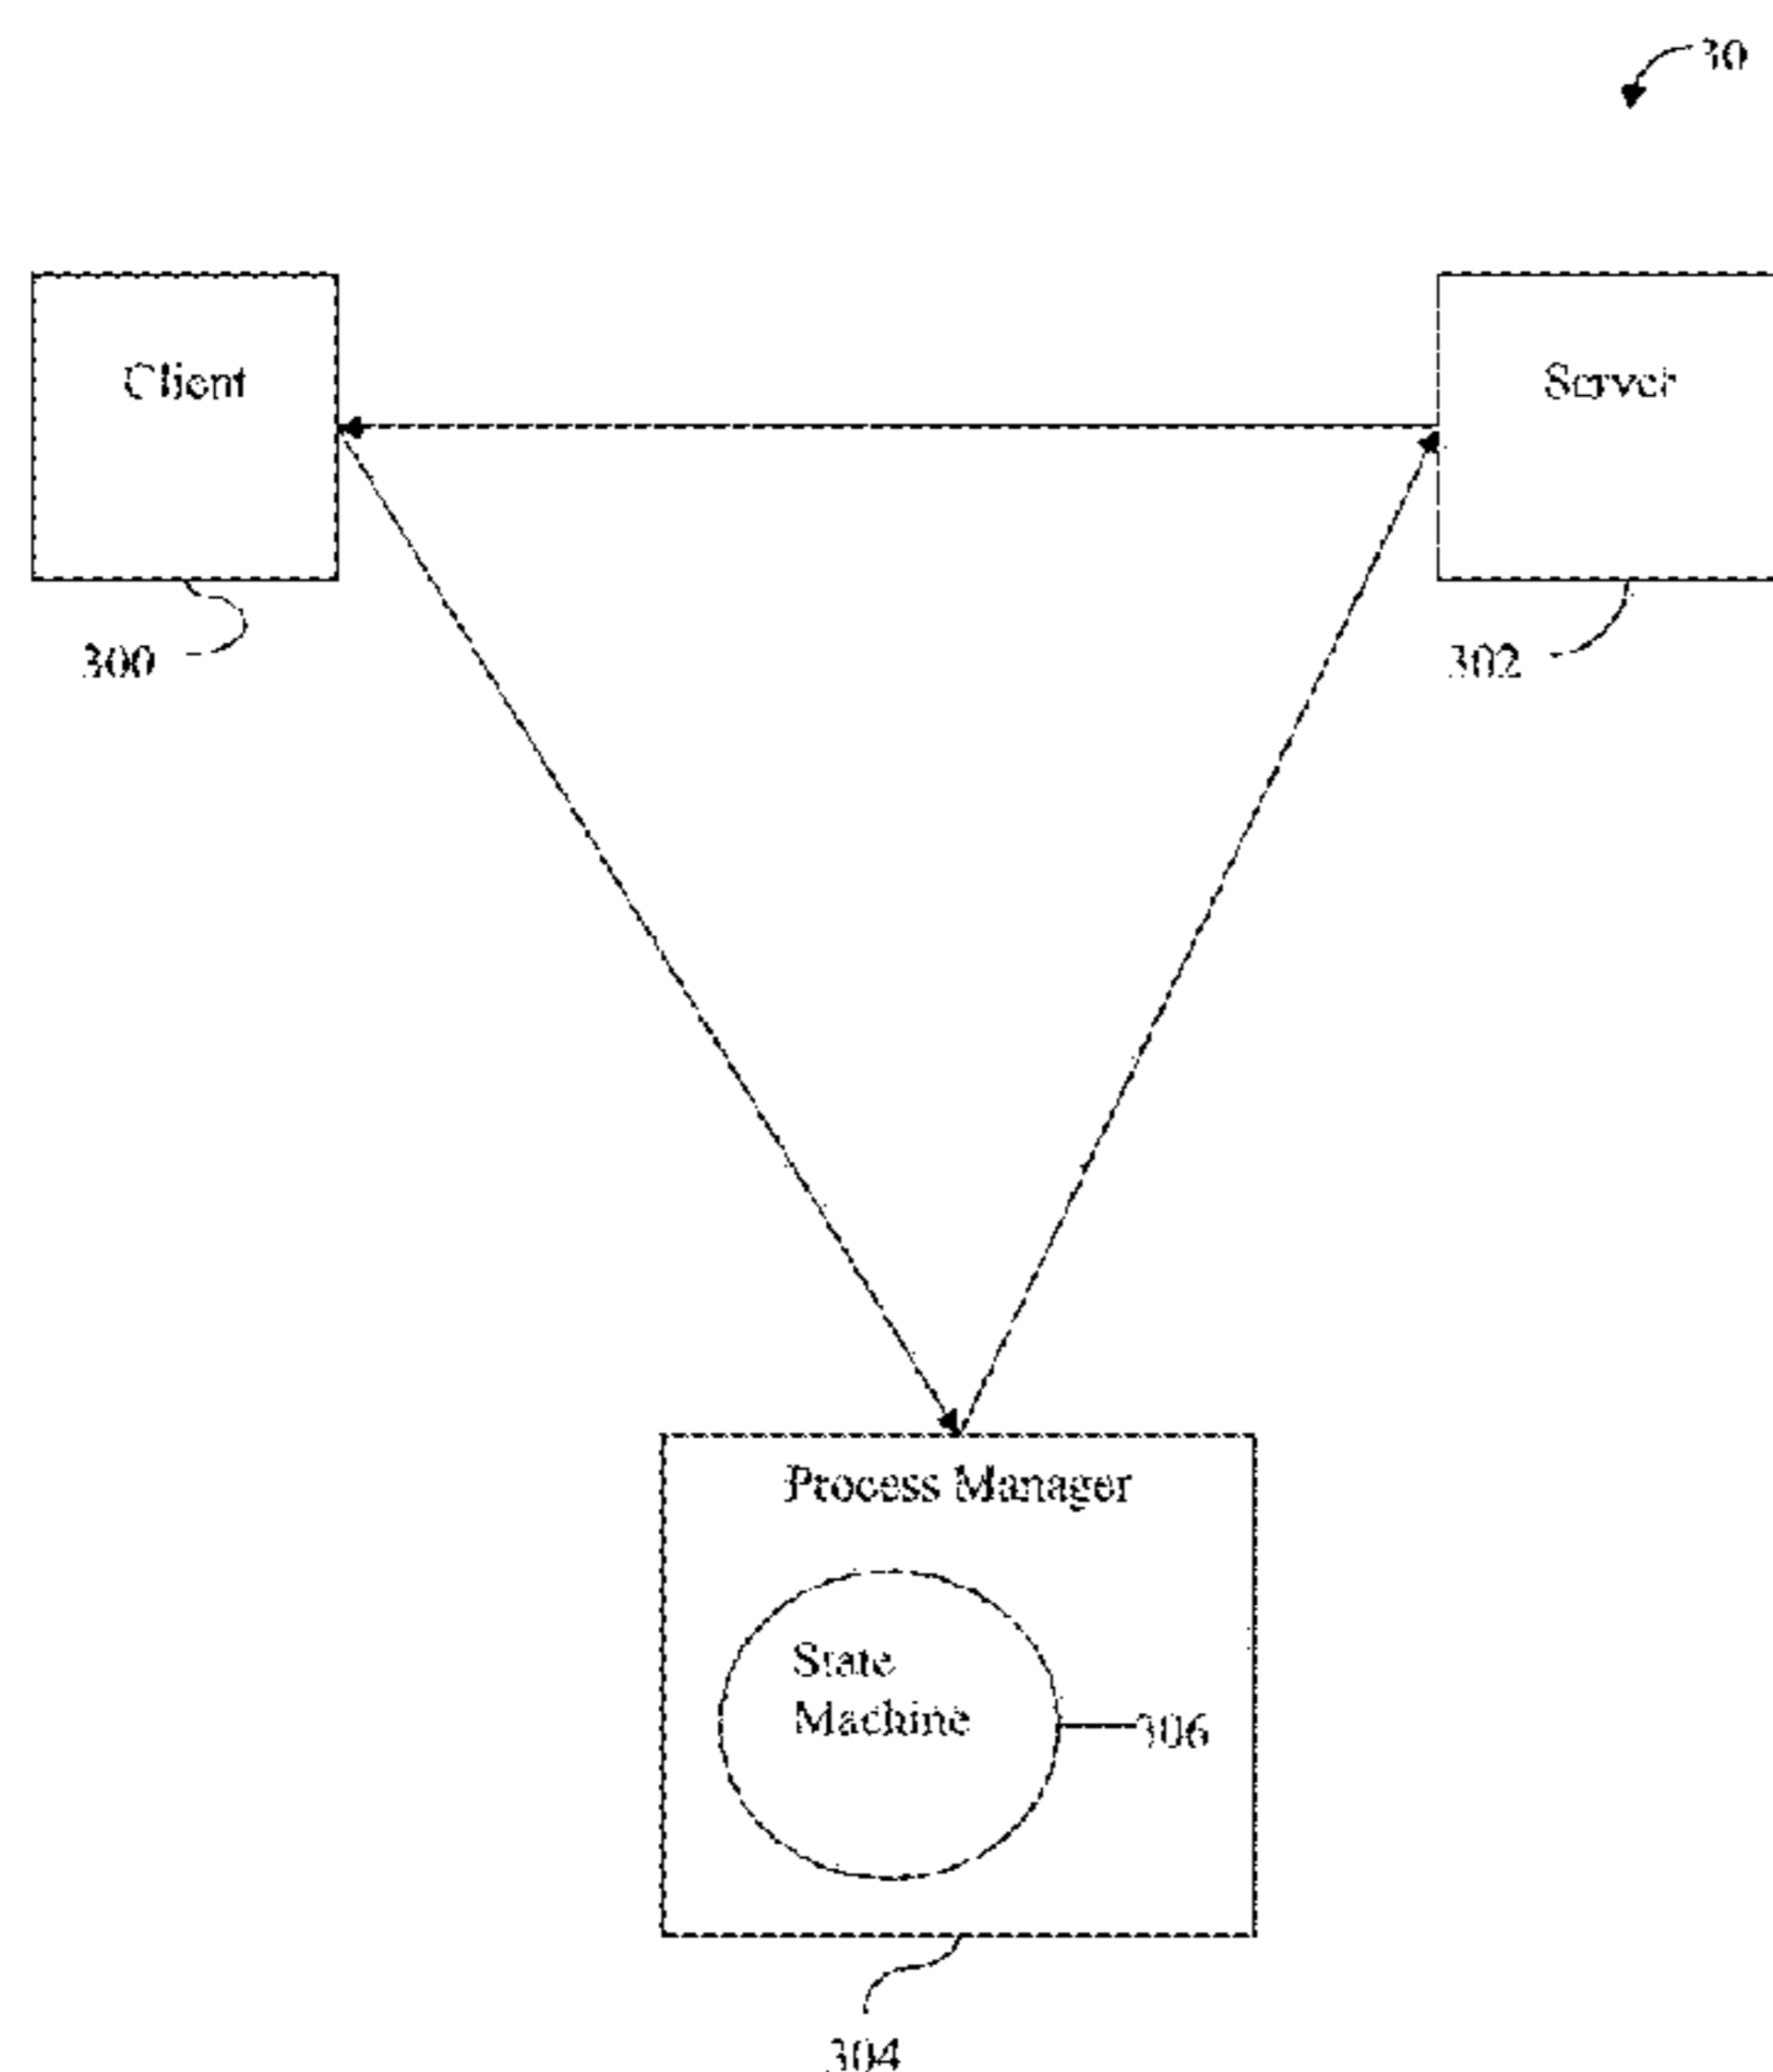 30
Client
Server
300
302
Process Manager
State
Machine
306
304